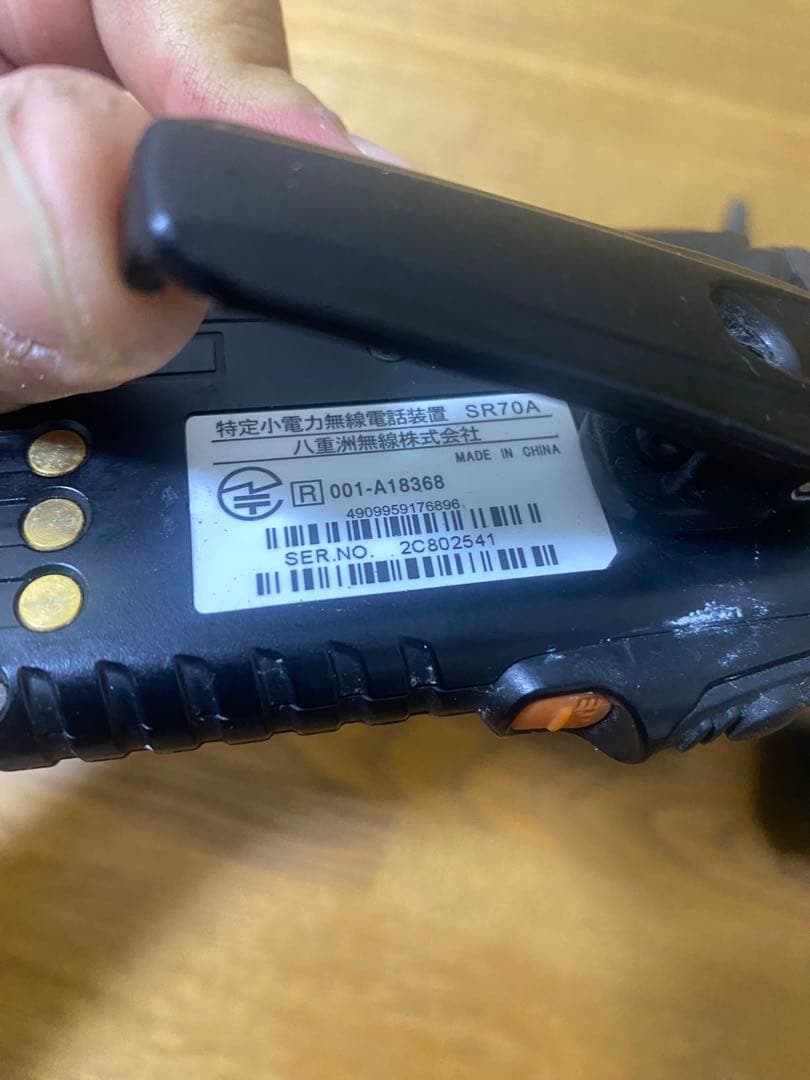 特定小電力無線電話装置 SR70A
八重洲無線株式会社
MADE IN CHINA
R 001-A18368
4909959176896
SER.NO. 2C802541